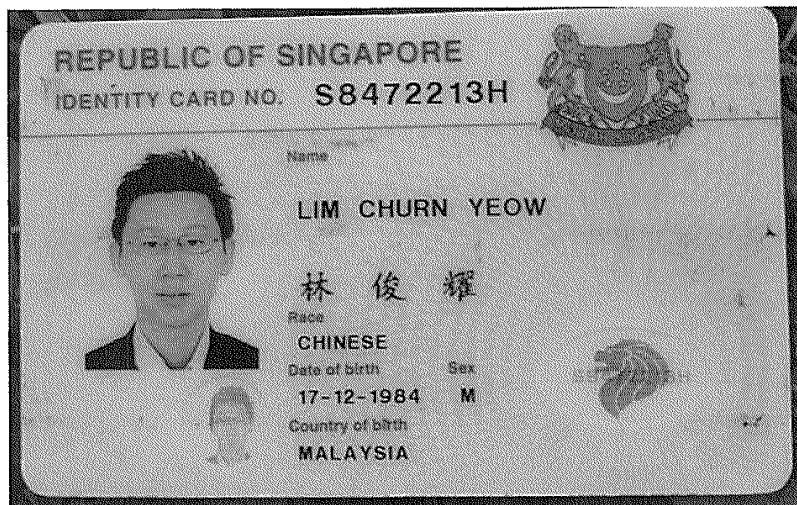 REPUBLIC OF SINGAPORE
IDENTITY CARD NO. S8472213H
Name
LIM CHURN YEOW
林 俊 耀
Race
CHINESE
Date of birth Sex
17-12-1984 M
Country of birth
MALAYSIA